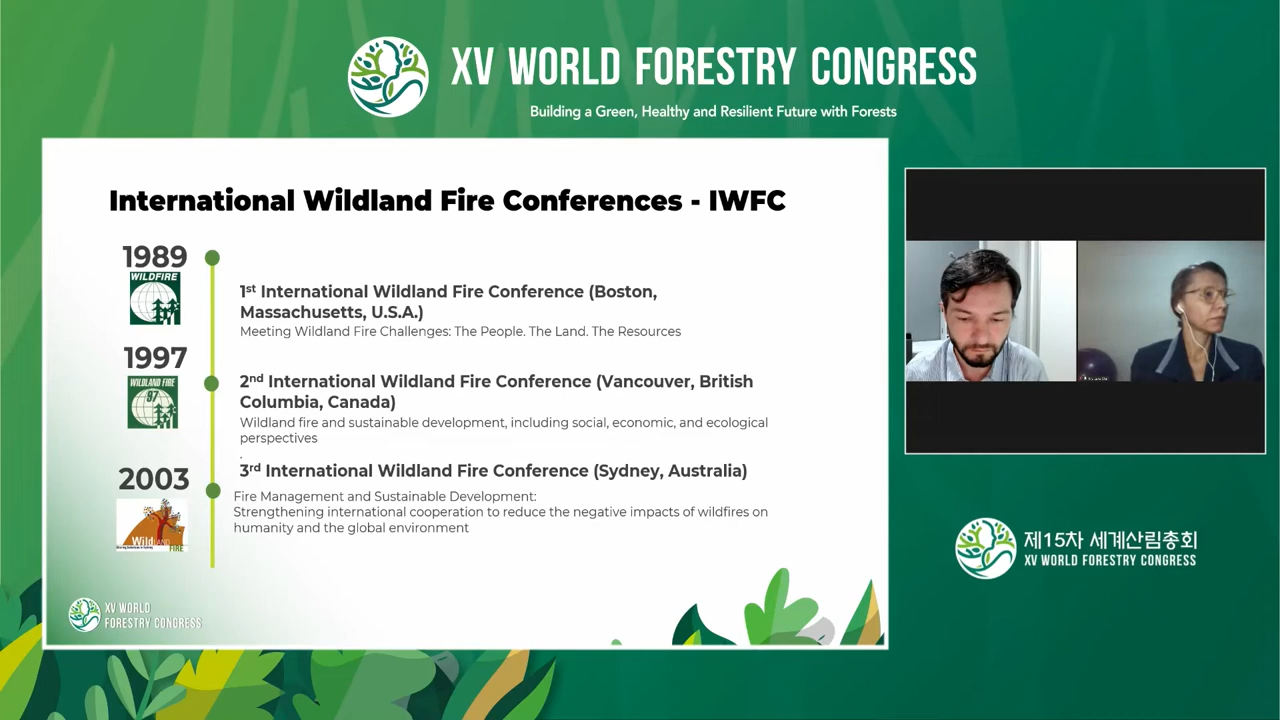 XV WORLD FORESTRY CONGRESS
Building a Green, Healthy and Resilient Future with Forests
International Wildland Fire Conferences - IWFC
1989
WILDFIRE
1st International Wildland Fire Conference (Boston,
Massachusetts, U.S.A.)
Meeting Wildland Fire Challenges: The People. The Land. The Resources
1997
WILDLAND FIRE
97
2nd International Wildland Fire Conference (Vancouver, British
Columbia, Canada)
Wildland fire and sustainable development, including social, economic, and ecological
perspectives
.
2003
3rd International Wildland Fire Conference (Sydney, Australia)
Fire Management and Sustainable Development:
Strengthening international cooperation to reduce the negative impacts of wildfires on
humanity and the global environment
WildLAND
FIRE
XV WORLD
FORESTRY CONGRESS
제15차 세계산림총회
XV WORLD FORESTRY CONGRESS